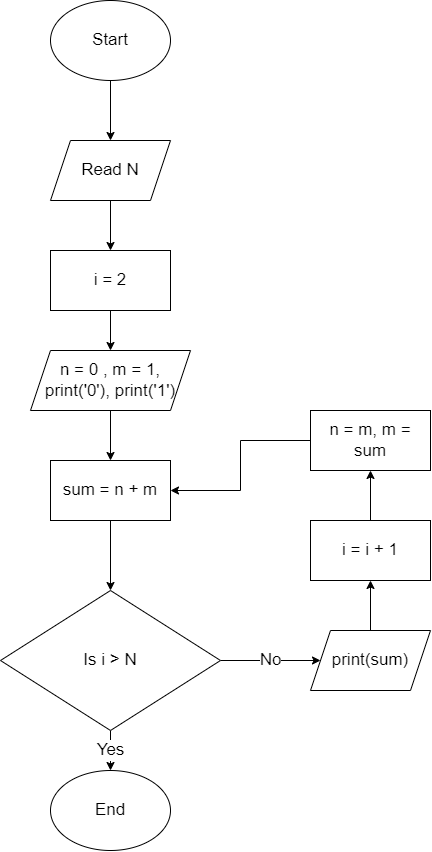 Start
Read N
i = 2
n = 0 , m = 1,
print('0'), print('1')
sum = n + m
Is i > N
No
print(sum)
i = i + 1
n = m, m =
sum
Yes
End